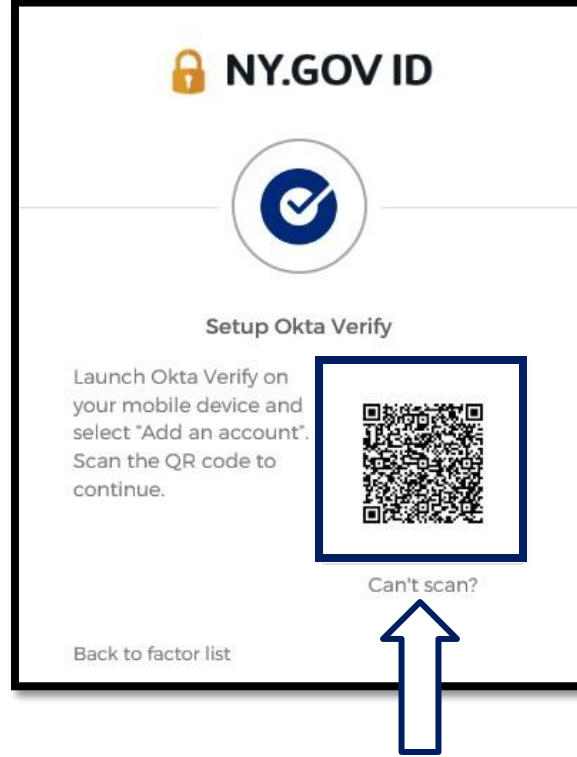 NY.GOV ID
Setup Okta Verify
Launch Okta Verify on
your mobile device and
select "Add an account".
Scan the QR code to
continue.
Can't scan?
Back to factor list